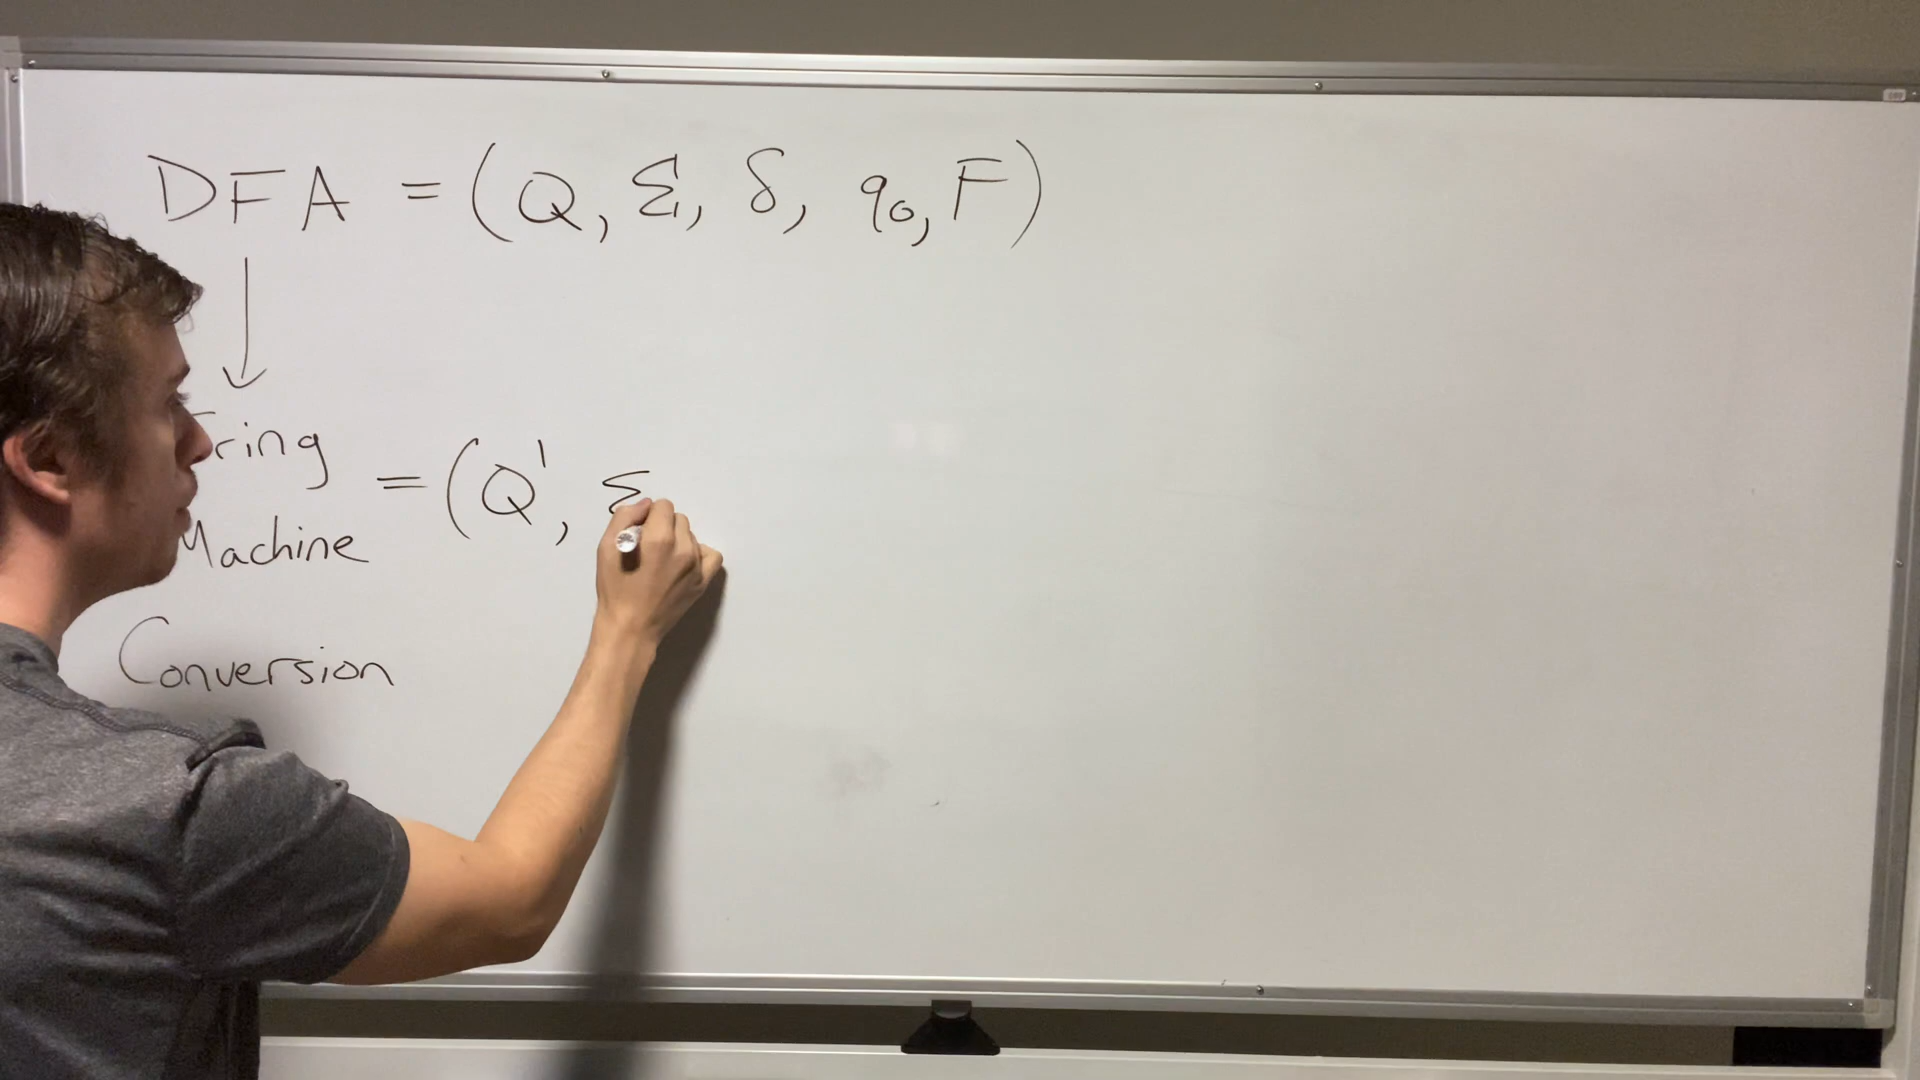 DFA = (Q, Σ, δ, q₀, F)
Tring = (Q', Σ
Machine
Conversion